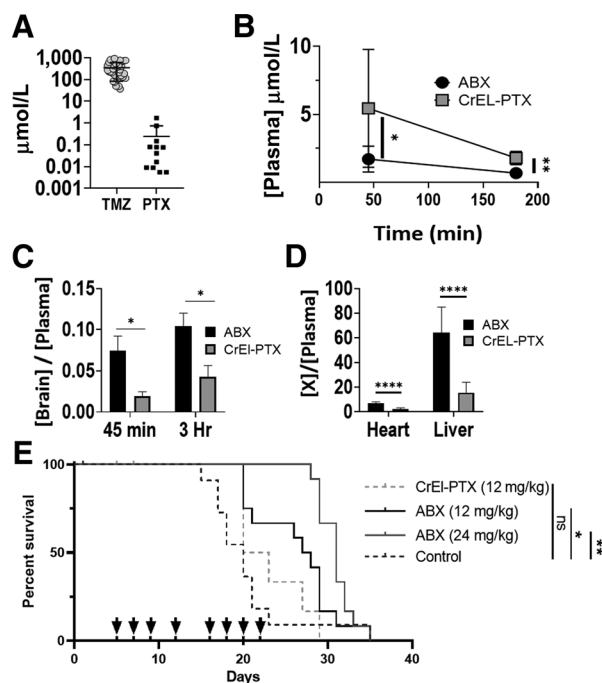 A
μmol/L
1,000
100
10
1
0.1
0.01
0.001
TMZ PTX
B
[Plasma] μmol/L
10
5
ABX
CrEL-PTX
*
**
0 50 100 150 200
Time (min)
C
[Brain] / [Plasma]
0.15
0.10
0.05
0.00
* *
ABX
CrEl-PTX
45 min 3 Hr
D
[X]/[Plasma]
100
80
60
40
20
0
****
****
ABX
CrEL-PTX
Heart Liver
E
Percent survival
100
50
0
0 10 20 30 40
Days
CrEl-PTX (12 mg/kg)
ABX (12 mg/kg)
ABX (24 mg/kg)
Control
ns
*
**